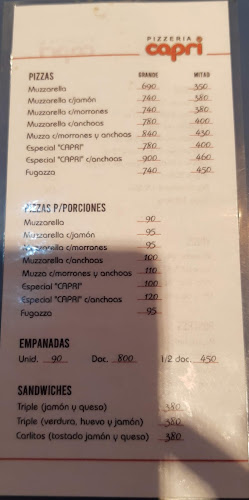 PIZZERIA
capri
PIZZAS GRANDE MITAD
Muzzarella 690 350
Muzzarella c/jamón 740 380
Muzzarella c/morrones 740 380
Muzzarella c/anchoas 780 400
Muzza c/morrones y anchoas 840 430
Especial "CAPRI" 780 400
Especial "CAPRI" c/anchoas 900 460
Fugazza 740 450
PIZZAS P/PORCIONES
Muzzarella 90
Muzzarella c/jamón 95
Muzzarella c/morrones 95
Muzzarella c/anchoas 100
Muzza c/morrones y anchoas 110
Especial "CAPRI" 100
Especial "CAPRI" c/anchoas 120
Fugazza 95
EMPANADAS
Unid. 90 Doc. 800 1/2 doc. 450
SANDWICHES
Triple (jamón y queso) 380
Triple (verdura, huevo y jamón) 380
Carlitos (tostado jamón y queso) 380